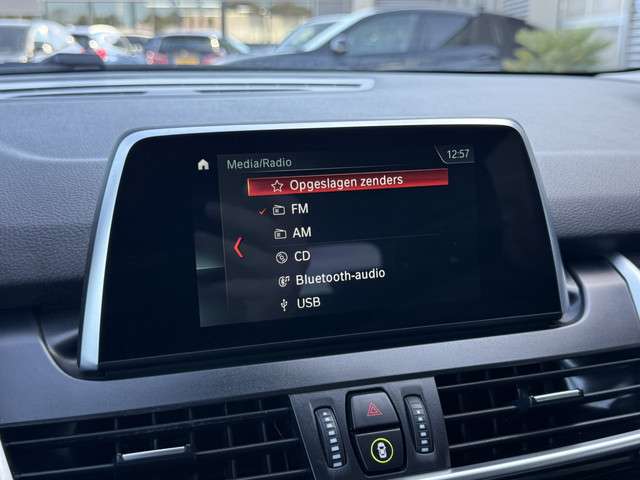 Media/Radio
12:57
Opgeslagen zenders
FM
AM
CD
Bluetooth-audio
USB